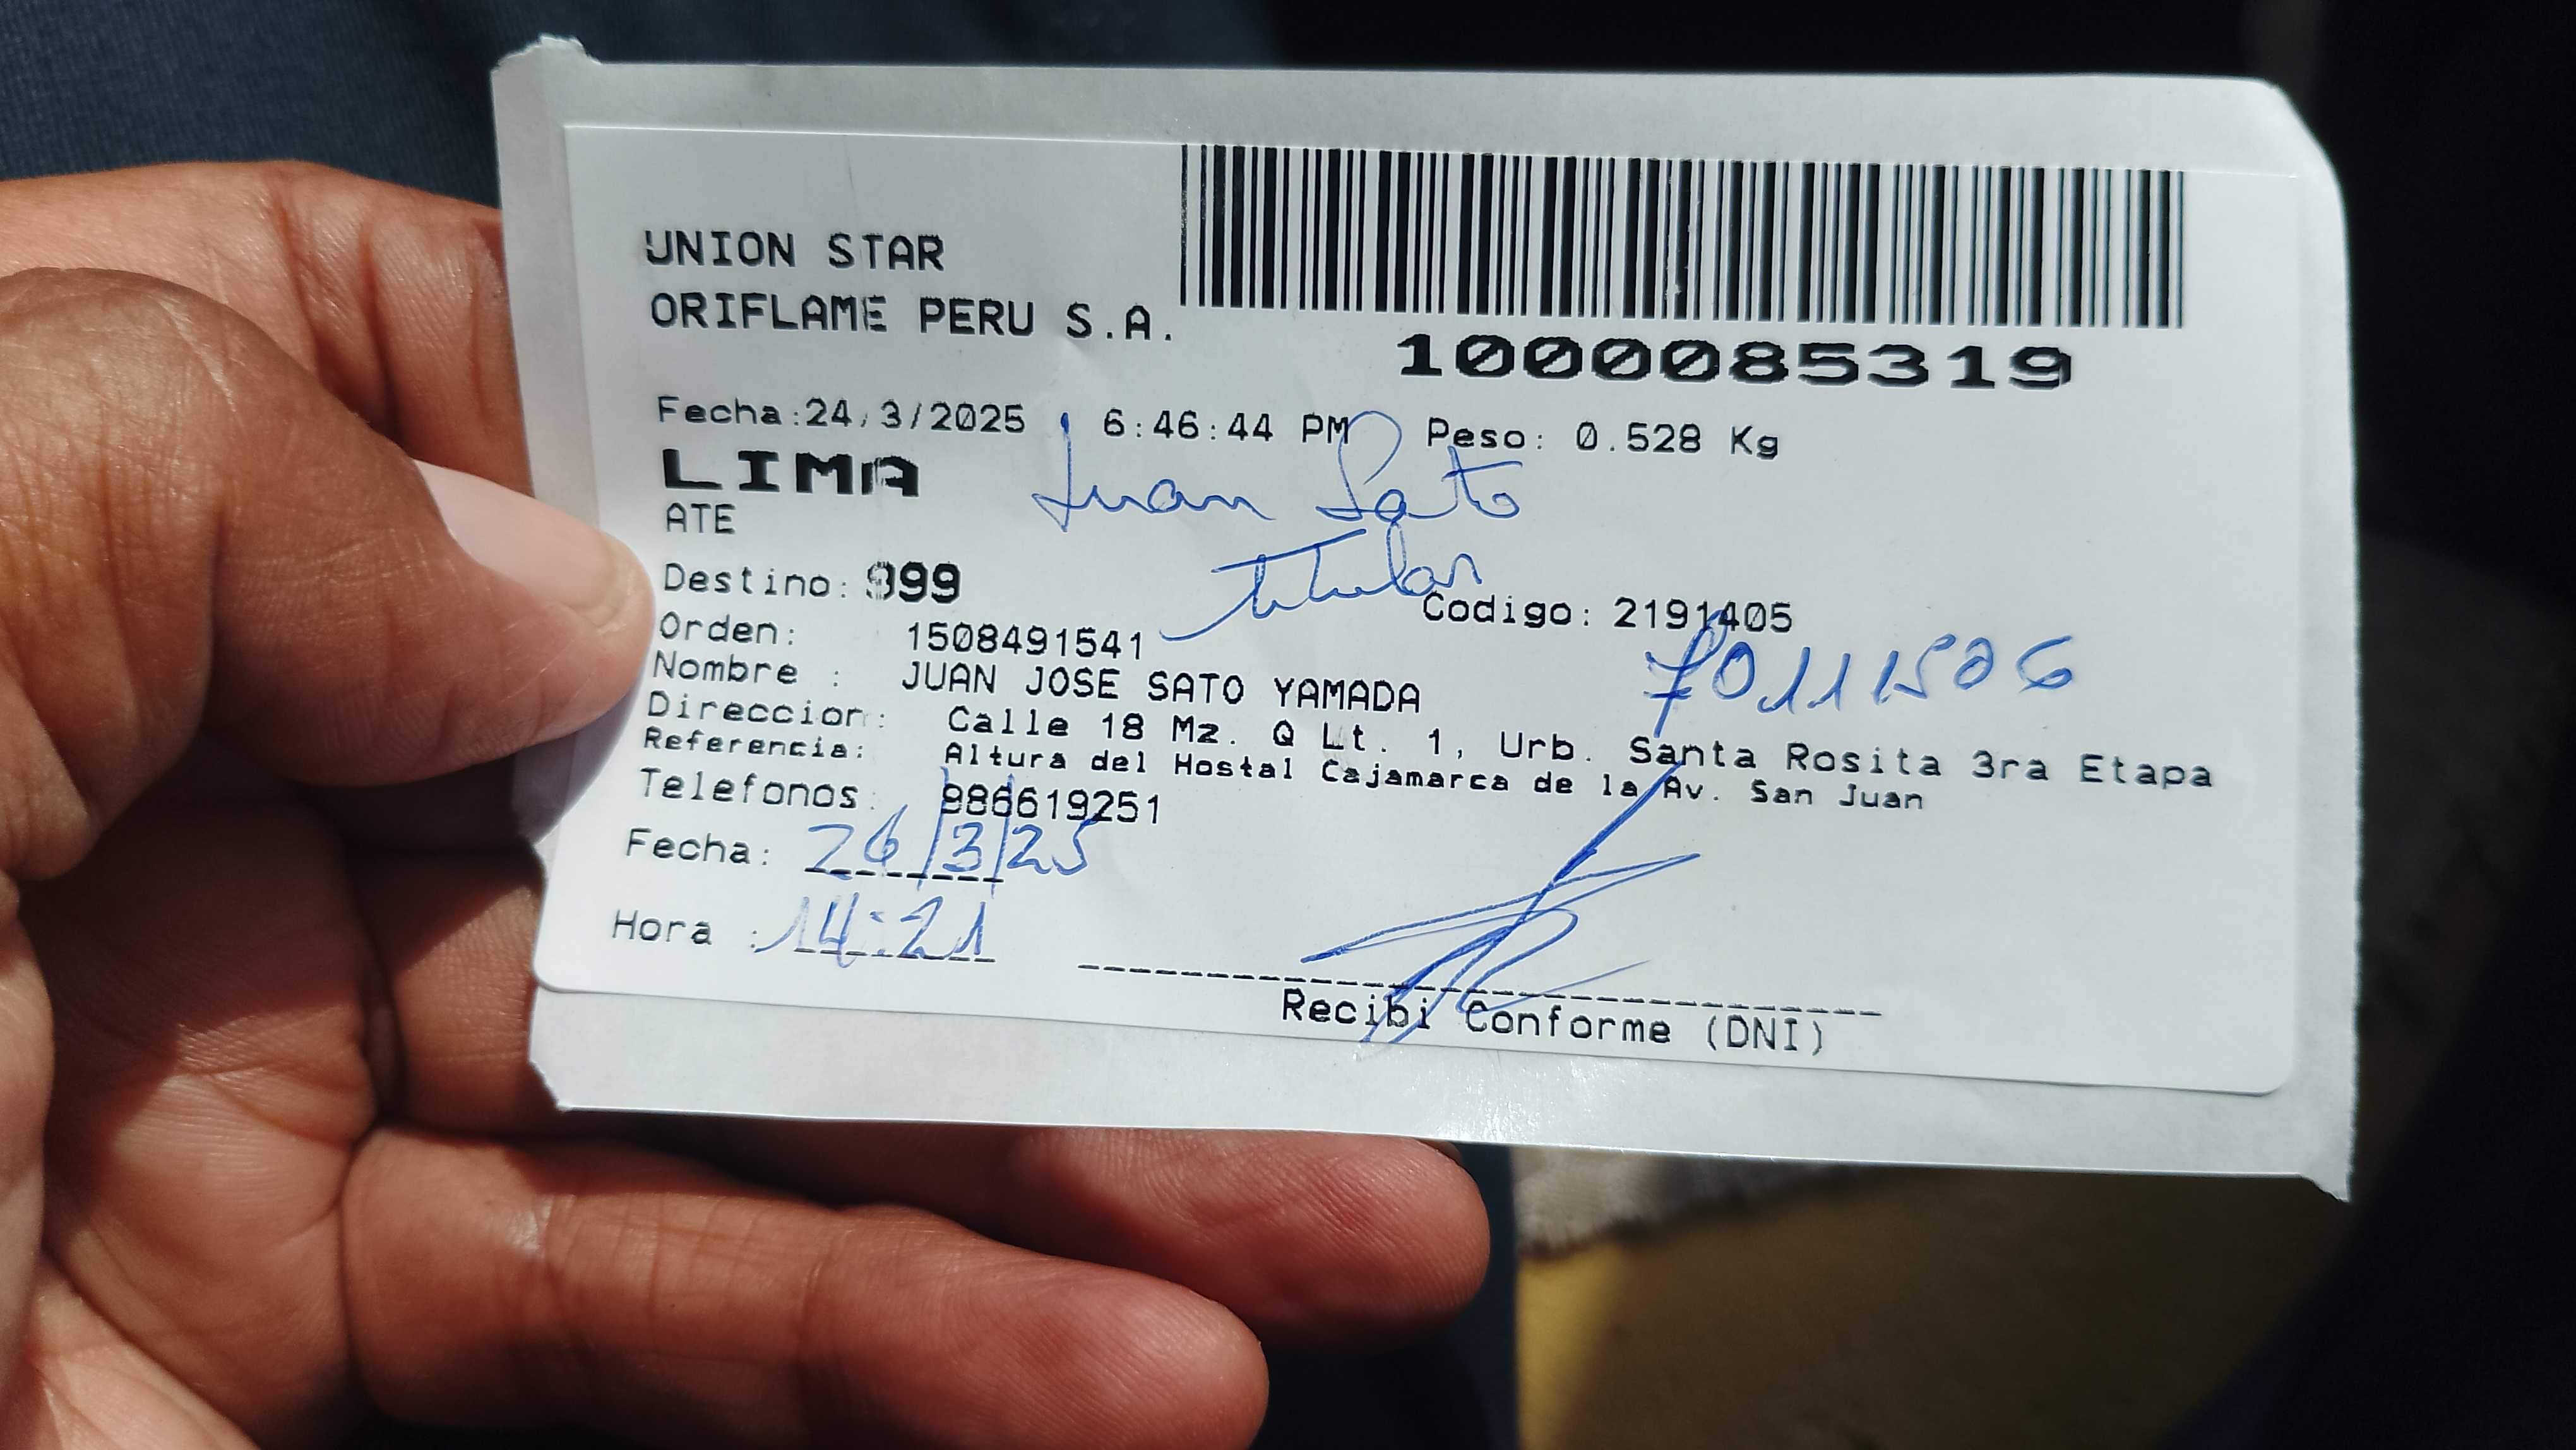 UNION STAR
ORIFLAME PERU S.A.
1000085319
Fecha:24/3/2025 6:46:44 PM Peso: 0.528 Kg
LIMA
Juan Sato
ATE
titular
Destino: 999
Codigo: 2191405
Orden: 1508491541
70111506
Nombre : JUAN JOSE SATO YAMADA
Direccion: Calle 18 Mz. Q Lt. 1, Urb. Santa Rosita 3ra Etapa
Referencia: Altura del Hostal Cajamarca de la Av. San Juan
Telefonos: 986619251
Fecha: 26/3/25
Hora : 14:21
Recibi Conforme (DNI)